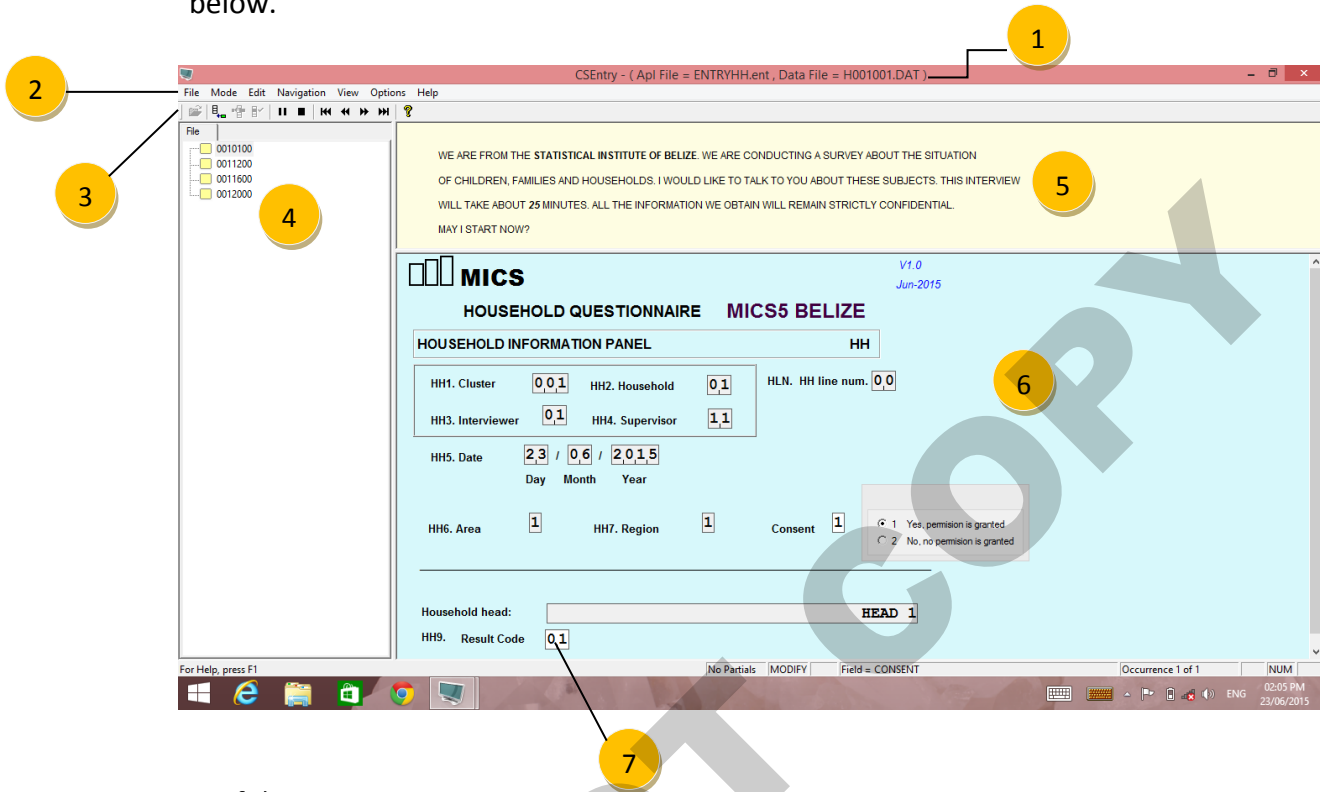 below.
1
2
CSEntry - ( Apl File = ENTRYHH.ent , Data File = H001001.DAT )
File Mode Edit Navigation View Options Help
3
File
0010100
0011200
0011600
0012000
4
WE ARE FROM THE STATISTICAL INSTITUTE OF BELIZE. WE ARE CONDUCTING A SURVEY ABOUT THE SITUATION
OF CHILDREN, FAMILIES AND HOUSEHOLDS. I WOULD LIKE TO TALK TO YOU ABOUT THESE SUBJECTS. THIS INTERVIEW
WILL TAKE ABOUT 25 MINUTES. ALL THE INFORMATION WE OBTAIN WILL REMAIN STRICTLY CONFIDENTIAL.
MAY I START NOW?
5
MICS
V1.0
Jun-2015
HOUSEHOLD QUESTIONNAIRE MICS5 BELIZE
HOUSEHOLD INFORMATION PANEL HH
HH1. Cluster 001 HH2. Household 01 HLN. HH line num. 00
6
HH3. Interviewer 01 HH4. Supervisor 11
HH5. Date 23 / 06 / 2015
Day Month Year
HH6. Area 1 HH7. Region 1 Consent 1
1 Yes, permision is granted
2 No, no permision is granted
Household head: HEAD 1
HH9. Result Code 01
For Help, press F1 No Partials MODIFY Field = CONSENT Occurrence 1 of 1 NUM
ENG 02:05 PM
23/06/2015
7
T COPY